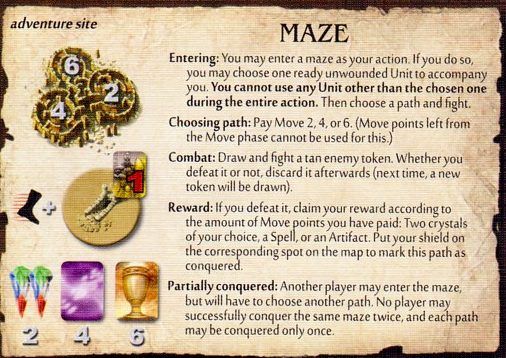 adventure site
MAZE
Entering: You may enter a maze as your action. If you do so,
you may choose one ready unwounded Unit to accompany
you. You cannot use any Unit other than the chosen one
during the entire action. Then choose a path and fight.
6
2
4
Choosing path: Pay Move 2, 4, or 6. (Move points left from
the Move phase cannot be used for this.)
Combat: Draw and fight a tan enemy token. Whether you
defeat it or not, discard it afterwards (next time, a new
token will be drawn).
1
+
Reward: If you defeat it, claim your reward according to
the amount of Move points you have paid: Two crystals
of your choice, a Spell, or an Artifact. Put your shield on
the corresponding spot on the map to mark this path as
conquered.
Partially conquered: Another player may enter the maze,
but will have to choose another path. No player may
successfully conquer the same maze twice, and each path
may be conquered only once.
2 4 6